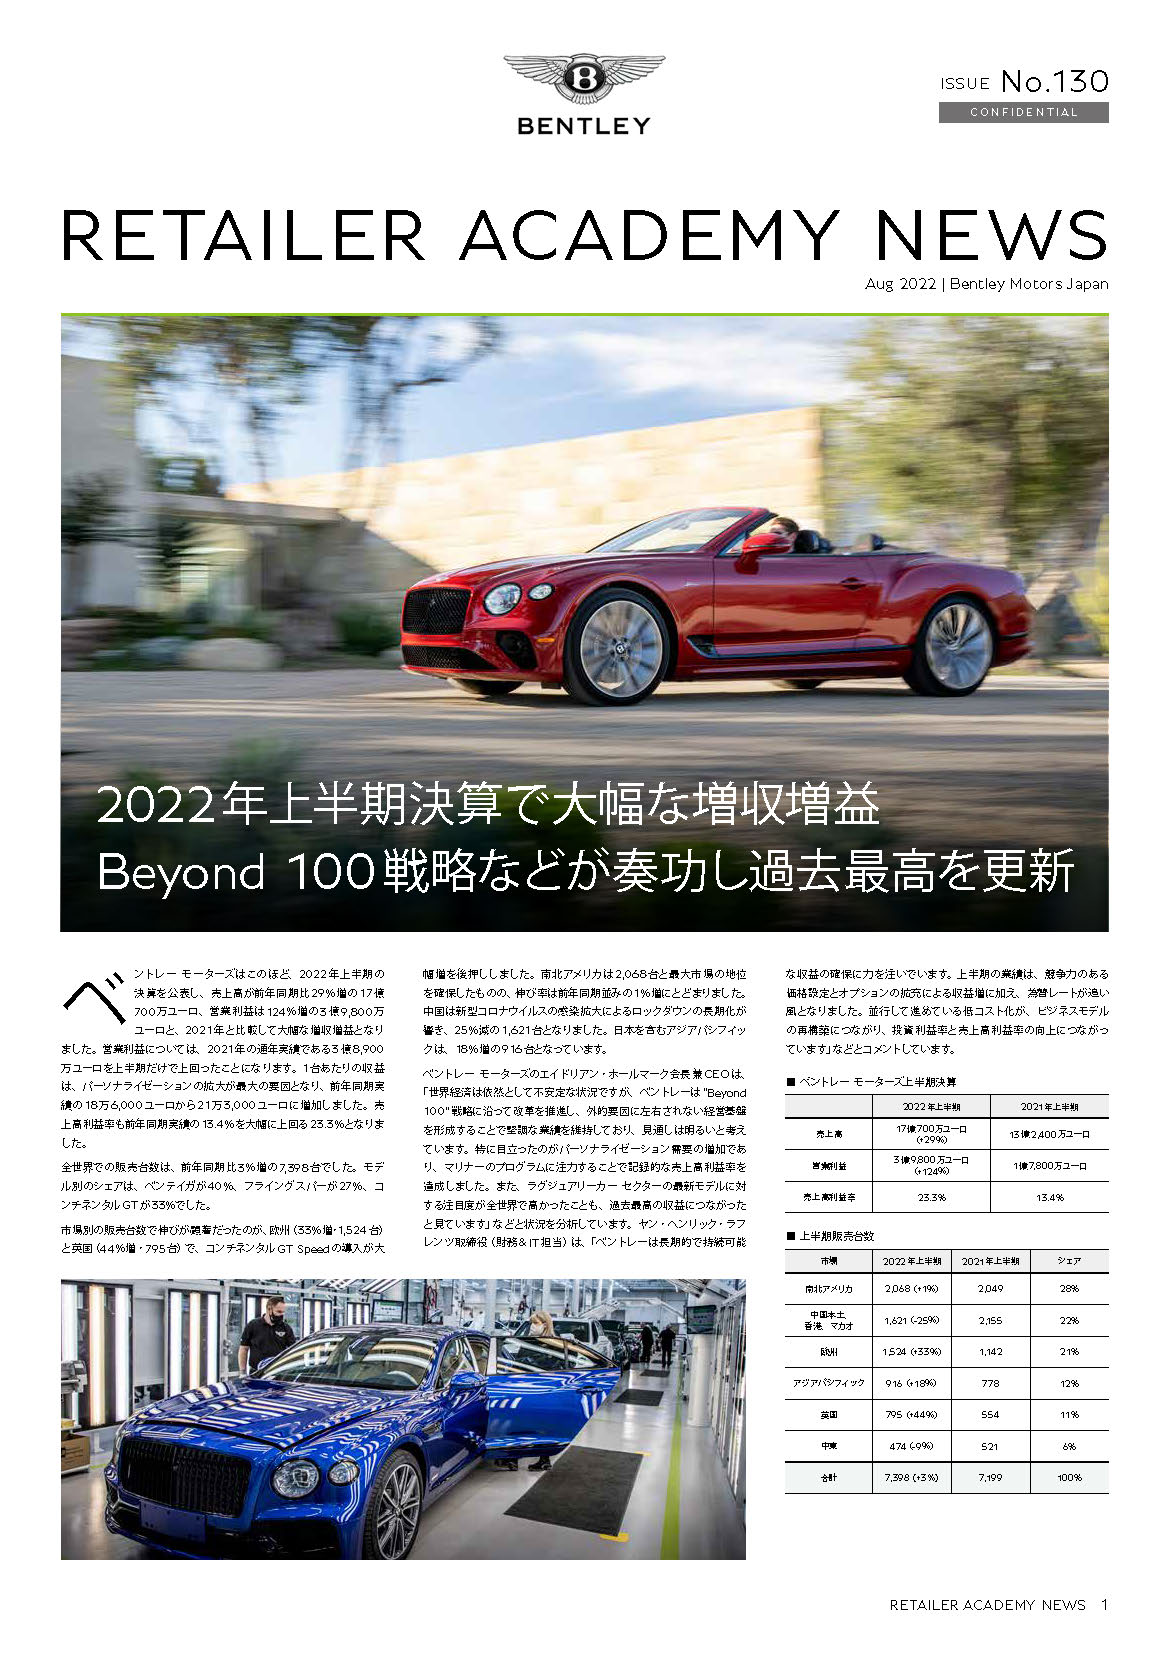 BENTLEY
ISSUE No.130
CONFIDENTIAL
RETAILER ACADEMY NEWS
Aug 2022 | Bentley Motors Japan
2022年上半期決算で大幅な増収増益
Beyond 100戦略などが奏功し過去最高を更新
ベントレー モーターズはこのほど、2022年上半期の
決算を公表し、売上高が前年同期比29%増の17億
700万ユーロ、営業利益は124%増の3億9,800万
ユーロと、2021年と比較して大幅な増収増益となり
ました。営業利益については、2021年の通年実績である3億8,900
万ユーロを上半期だけで上回ったことになります。1台あたりの収益
は、パーソナライゼーションの拡大が最大の要因となり、前年同期実
績の18万6,000ユーロから21万3,000ユーロに増加しました。売
上高利益率も前年同期実績の13.4%を大幅に上回る23.3%となりま
した。
全世界での販売台数は、前年同期比3%増の7,398台でした。モデ
ル別のシェアは、ベンテイガが40%、フライングスパーが27%、コ
ンチネンタルGTが33%でした。
市場別の販売台数で伸びが顕著だったのが、欧州（33%増・1,524台）
と英国（44%増・795台）で、コンチネンタルGT Speedの導入が大
幅増を後押ししました。南北アメリカは2,068台と最大市場の地位
を確保したものの、伸び率は前年同期並みの1%増にとどまりました。
中国は新型コロナウイルスの感染拡大によるロックダウンの長期化が
響き、25%減の1,621台となりました。日本を含むアジアパシフィッ
クは、18%増の916台となっています。
ベントレー モーターズのエイドリアン・ホールマーク会長兼CEOは、
「世界経済は依然として不安定な状況ですが、ベントレーは“Beyond
100”戦略に沿って改革を推進し、外的要因に左右されない経営基盤
を形成することで堅調な業績を維持しており、見通しは明るいと考え
ています。特に目立ったのがパーソナライゼーション需要の増加であ
り、マリナーのプログラムに注力することで記録的な売上高利益率を
達成しました。また、ラグジュアリーカー セクターの最新モデルに対
する注目度が全世界で高かったことも、過去最高の収益につながった
と見ています」などと状況を分析しています。ヤン・ヘンリック・ラフ
レンツ取締役（財務＆IT担当）は、「ベントレーは長期的で持続可能
な収益の確保に力を注いでいます。上半期の業績は、競争力のある
価格設定とオプションの拡充による収益増に加え、為替レートが追い
風となりました。並行して進めている低コスト化が、ビジネスモデル
の再構築につながり、投資利益率と売上高利益率の向上につながっ
ています」などとコメントしています。
■ ベントレー モーターズ上半期決算
2022年上半期 2021年上半期
売上高 17億700万ユーロ (+29%) 13億2,400万ユーロ
営業利益 3億9,800万ユーロ (+124%) 1億7,800万ユーロ
売上高利益率 23.3% 13.4%
■ 上半期販売台数
市場 2022年上半期 2021年上半期 シェア
南北アメリカ 2,068 (+1%) 2,049 28%
中国本土、香港、マカオ 1,621 (-25%) 2,155 22%
欧州 1,524 (+33%) 1,142 21%
アジアパシフィック 916 (+18%) 778 12%
英国 795 (+44%) 554 11%
中東 474 (-9%) 521 6%
合計 7,398 (+3%) 7,199 100%
RETAILER ACADEMY NEWS 1